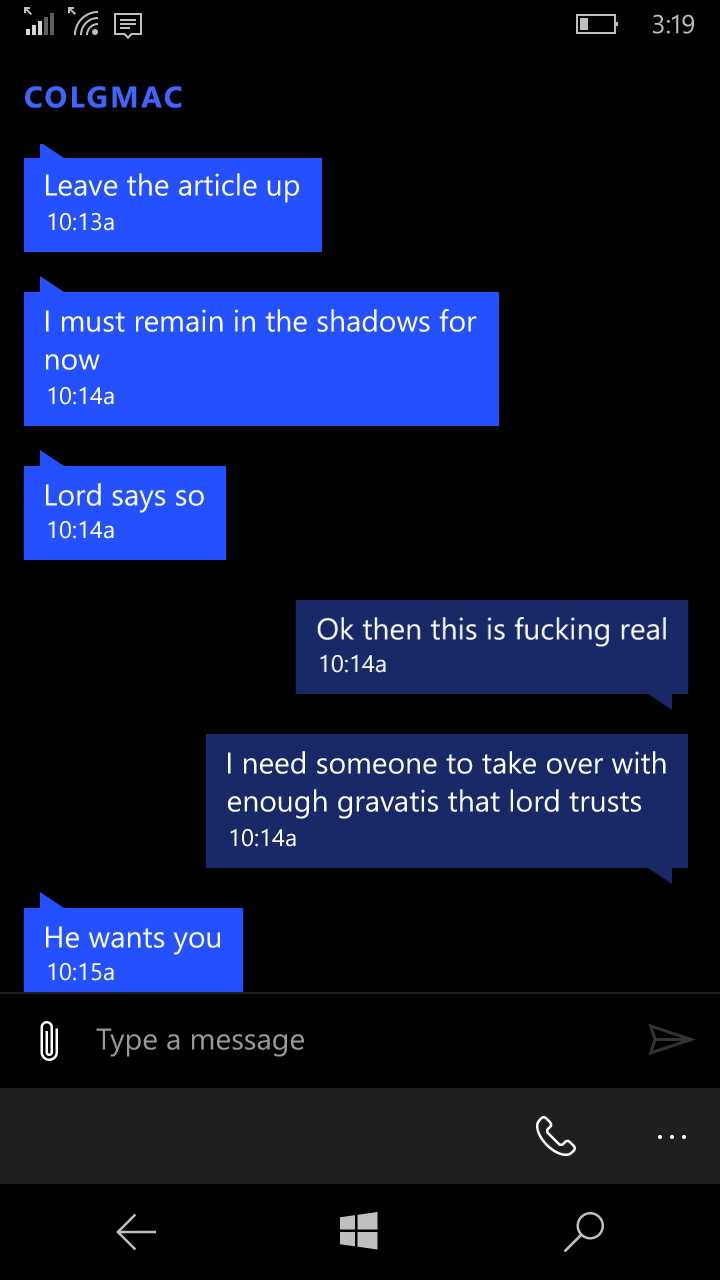 3:19
COLGMAC
Leave the article up
10:13a
I must remain in the shadows for
now
10:14a
Lord says so
10:14a
Ok then this is fucking real
10:14a
I need someone to take over with
enough gravatis that lord trusts
10:14a
He wants you
10:15a
Type a message